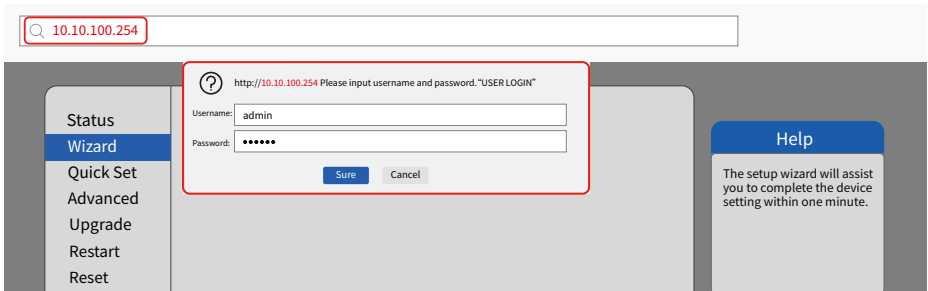 10.10.100.254
http://10.10.100.254 Please input username and password. “USER LOGIN”
Username: admin
Password: ••••••
Sure Cancel
Status
Wizard
Quick Set
Advanced
Upgrade
Restart
Reset
Help
The setup wizard will assist
you to complete the device
setting within one minute.